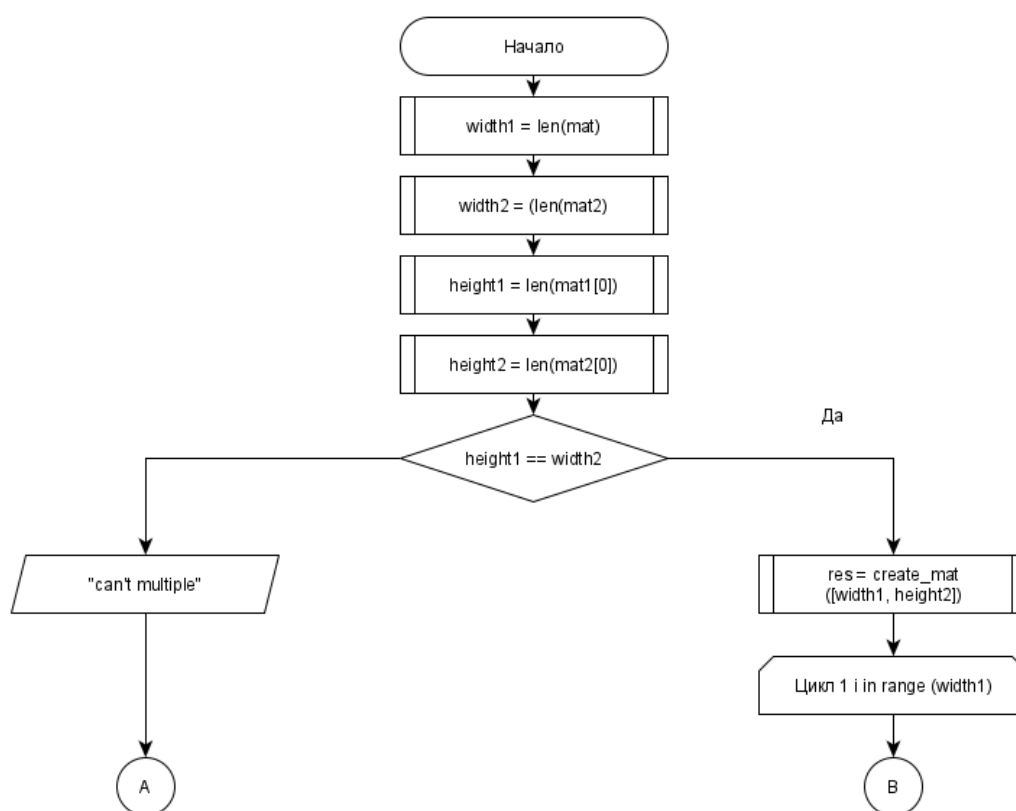 Начало
width1 = len(mat)
width2 = (len(mat2)
height1 = len(mat1[0])
height2 = len(mat2[0])
Да
height1 == width2
"can't multiple"
res = create_mat
([width1, height2])
Цикл 1 i in range (width1)
A
B